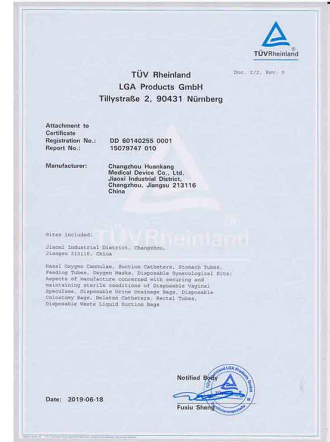 TÜVRheinland®
Doc. 2/2, Rev. 0
TÜV Rheinland
LGA Products GmbH
Tillystraße 2, 90431 Nürnberg
Attachment to
Certificate
Registration No.: DD 60140255 0001
Report No.: 15079747 010
Manufacturer: Changzhou Huankang
Medical Device Co., Ltd.
Jiaoxi Industrial District,
Changzhou, Jiangsu 213116
China
Sites included:
Jiaoxi Industrial District, Changzhou,
Jiangsu 213116, China
Nasal Oxygen Cannulas, Suction Catheters, Stomach Tubes,
Feeding Tubes, Oxygen Masks, Disposable Gynecological Kits;
Aspects of manufacture concerned with securing and
maintaining sterile conditions of Disposable Vaginal
Speculums, Disposable Urine Drainage Bags, Disposable
Colostomy Bags, Nelaton Catheters, Rectal Tubes,
Disposable Waste Liquid Suction Bags
TÜVRheinland
Notified Body
Date: 2019-06-18
Fuxiu Sheng